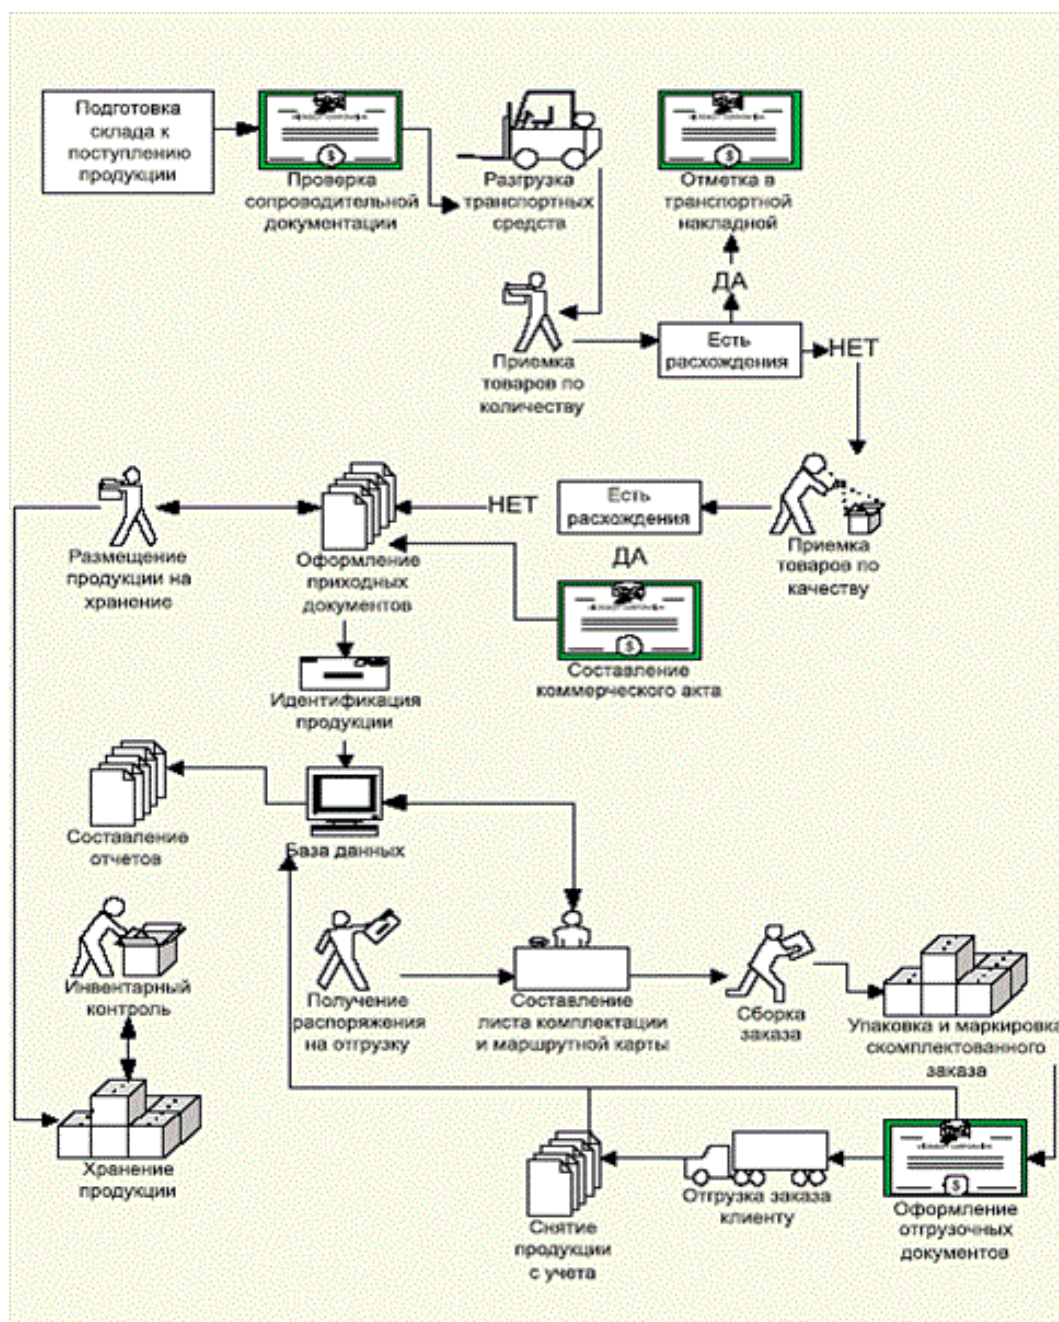 Подготовка
склада к
поступлению
продукции
Проверка
сопроводительной
документации
Разгрузка
транспортных
средств
Отметка в
транспортной
накладной
ДА
Есть
расхождения
НЕТ
Приемка
товаров по
количеству
Приемка
товаров по
качеству
Есть
расхождения
НЕТ
ДА
Составление
коммерческого акта
Оформление
приходных
документов
Размещение
продукции на
хранение
Идентификация
продукции
База данных
Составление
отчетов
Инвентарный
контроль
Хранение
продукции
Получение
распоряжения
на отгрузку
Составление
листа комплектации
и маршрутной карты
Сборка
заказа
Упаковка и маркировка
скомплектованного
заказа
Оформление
отгрузочных
документов
Отгрузка заказа
клиенту
Снятие
продукции
с учета